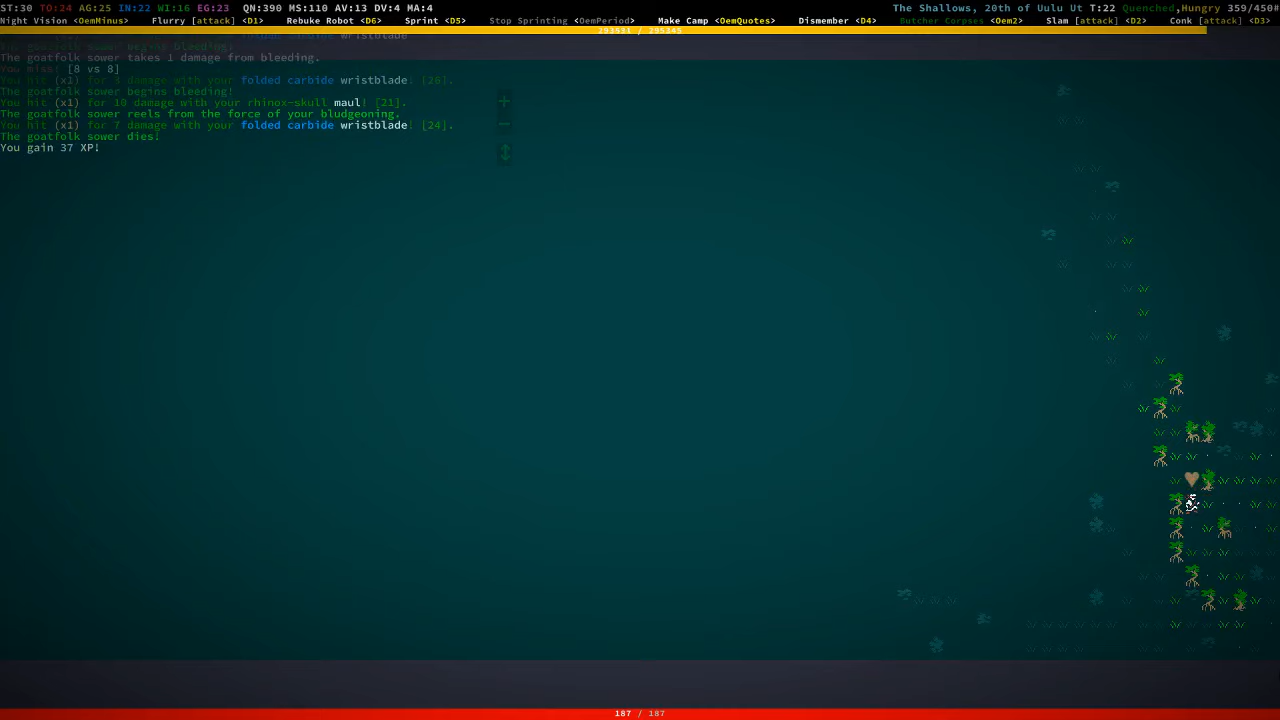 ST:30 TO:24 AG:25 IN:22 WI:16 EG:23 QN:390 MS:110 AV:13 DV:4 MA:4 The Shallows, 20th of Uulu Ut T:22 Quenched,Hungry 359/450#
Night Vision <OemMinus> Flurry [attack] <D1> Rebuke Robot <D6> Sprint <D5> Stop Sprinting <OemPeriod> Make Camp <OemQuotes> Dismember <D4> Butcher Corpses <Oem2> Slam [attack] <D2> Conk [attack] <D3>
wristblade
The goatfolk sower begins bleeding!
The goatfolk sower takes 1 damage from bleeding.
You miss! [8 vs 8]
You hit (x1) for 3 damage with your folded carbide wristblade! [26].
The goatfolk sower begins bleeding!
You hit (x1) for 10 damage with your rhinox-skull maul! [21].
The goatfolk sower reels from the force of your bludgeoning.
You hit (x1) for 7 damage with your folded carbide wristblade! [24].
The goatfolk sower dies!
You gain 37 XP!
187 / 187